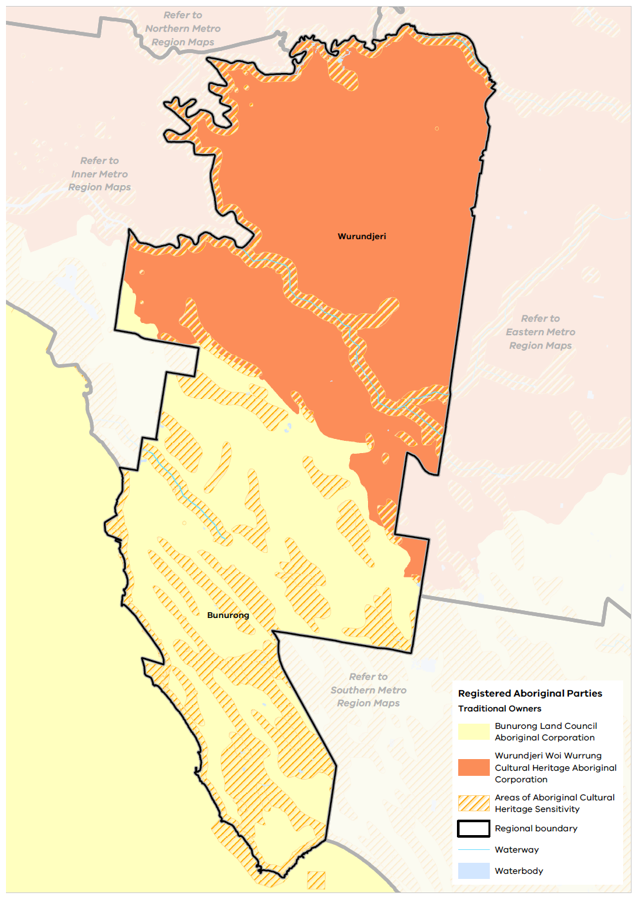 Refer to
Northern Metro
Region Maps
Refer to
Inner Metro
Region Maps
Wurundjeri
Refer to
Eastern Metro
Region Maps
Bunurong
Refer to
Southern Metro
Region Maps
Registered Aboriginal Parties
Traditional Owners
Bunurong Land Council
Aboriginal Corporation
Wurundjeri Woi Wurrung
Cultural Heritage Aboriginal
Corporation
Areas of Aboriginal Cultural
Heritage Sensitivity
Regional boundary
Waterway
Waterbody